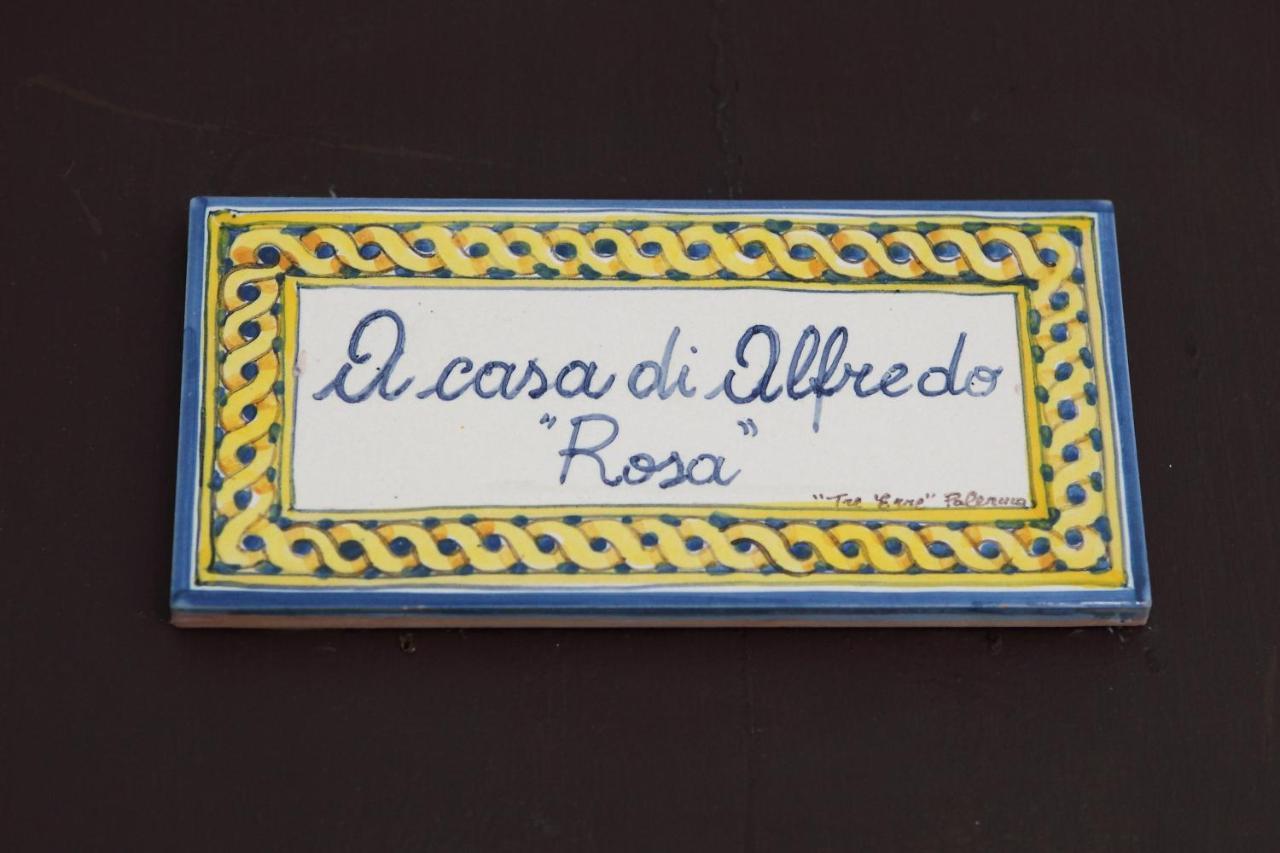 A casa di Alfredo
"Rosa"
"Tre Erre" Palermo